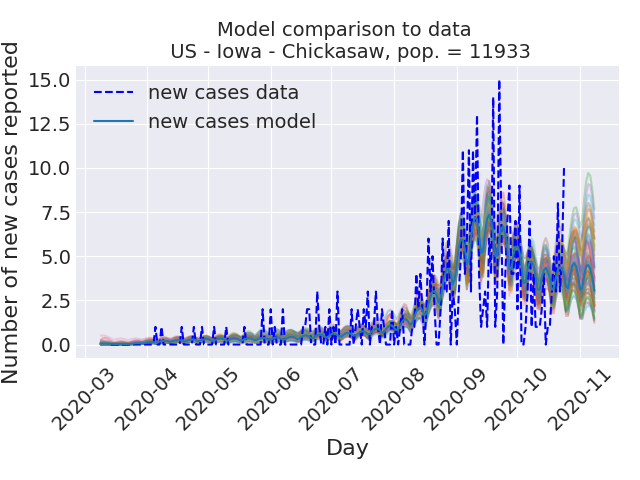 Model comparison to data
US - Iowa - Chickasaw, pop. = 11933
Number of new cases reported
15.0
12.5
10.0
7.5
5.0
2.5
0.0
new cases data
new cases model
2020-03
2020-04
2020-05
2020-06
2020-07
2020-08
2020-09
2020-10
2020-11
Day